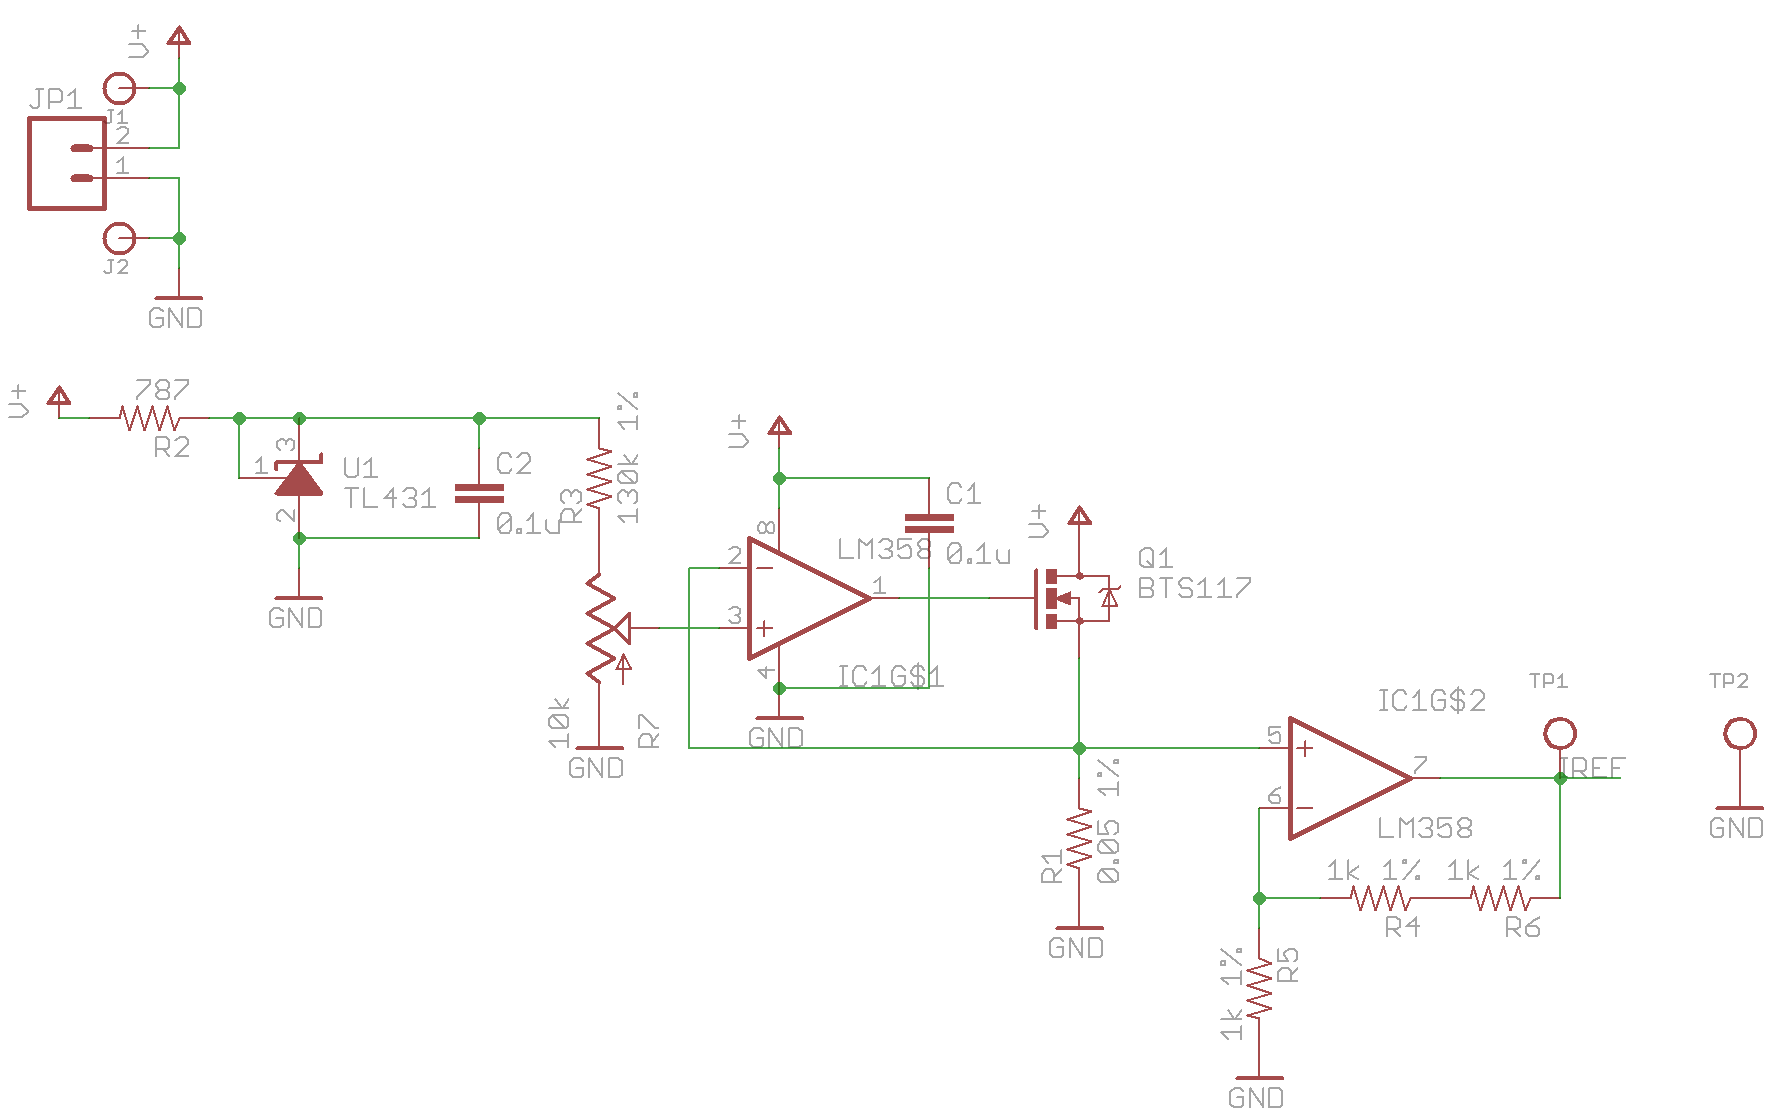 V+
JP1
J1
2
1
J2
GND
V+
787
R2
1
3
2
U1
TL431
GND
C2
0.1u
R3
130k 1%
10k
R7
GND
V+
8
2
3
1
4
LM358
IC1G$1
GND
C1
0.1u
V+
Q1
BTS117
R1
0.05 1%
GND
IC1G$2
5
6
7
LM358
TP1
IREF
TP2
GND
1k 1%
R4
1k 1%
R6
1k 1%
R5
GND